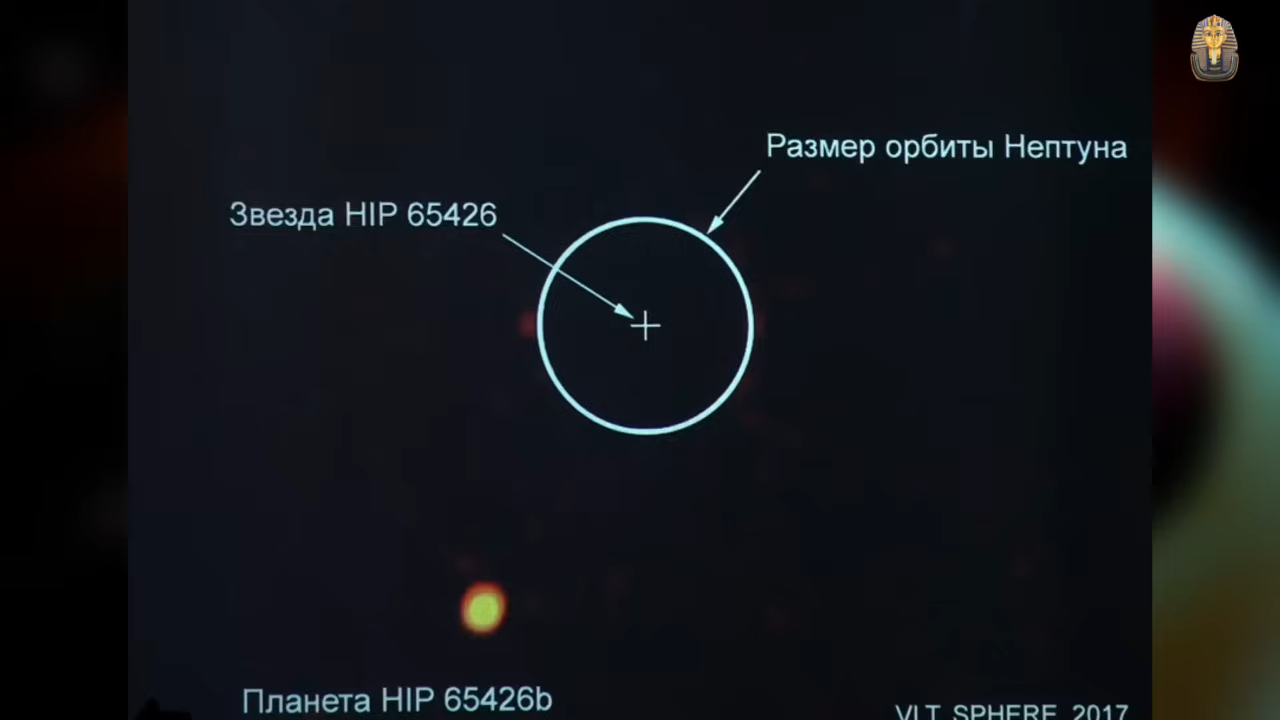 Размер орбиты Нептуна
Звезда HIP 65426
Планета HIP 65426b
VLT SPHERE 2017